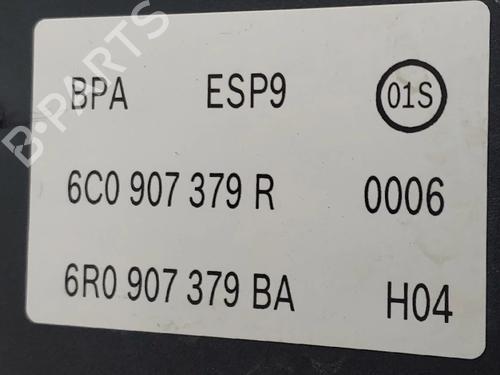 B-PARTS
BPA ESP9 01S
6C0 907 379 R 0006
6R0 907 379 BA H04